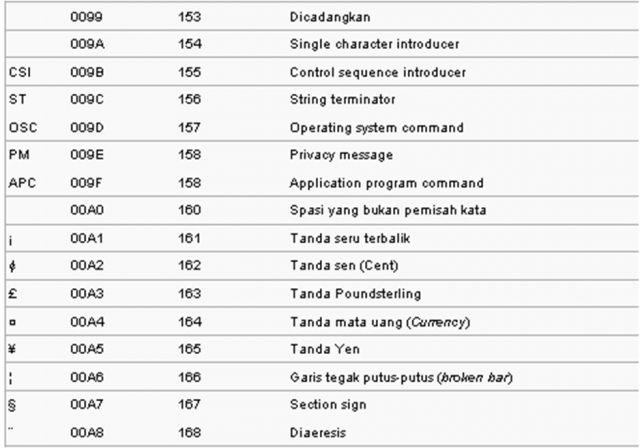 0099 153 Dicadangkan
009A 154 Single character introducer
CSI 009B 155 Control sequence introducer
ST 009C 156 String terminator
OSC 009D 157 Operating system command
PM 009E 158 Privacy message
APC 009F 158 Application program command
00A0 160 Spasi yang bukan pemisah kata
¡ 00A1 161 Tanda seru terbalik
¢ 00A2 162 Tanda sen (Cent)
£ 00A3 163 Tanda Poundsterling
¤ 00A4 164 Tanda mata uang (Currency)
¥ 00A5 165 Tanda Yen
¦ 00A6 166 Garis tegak putus-putus (broken bar)
§ 00A7 167 Section sign
¨ 00A8 168 Diaeresis